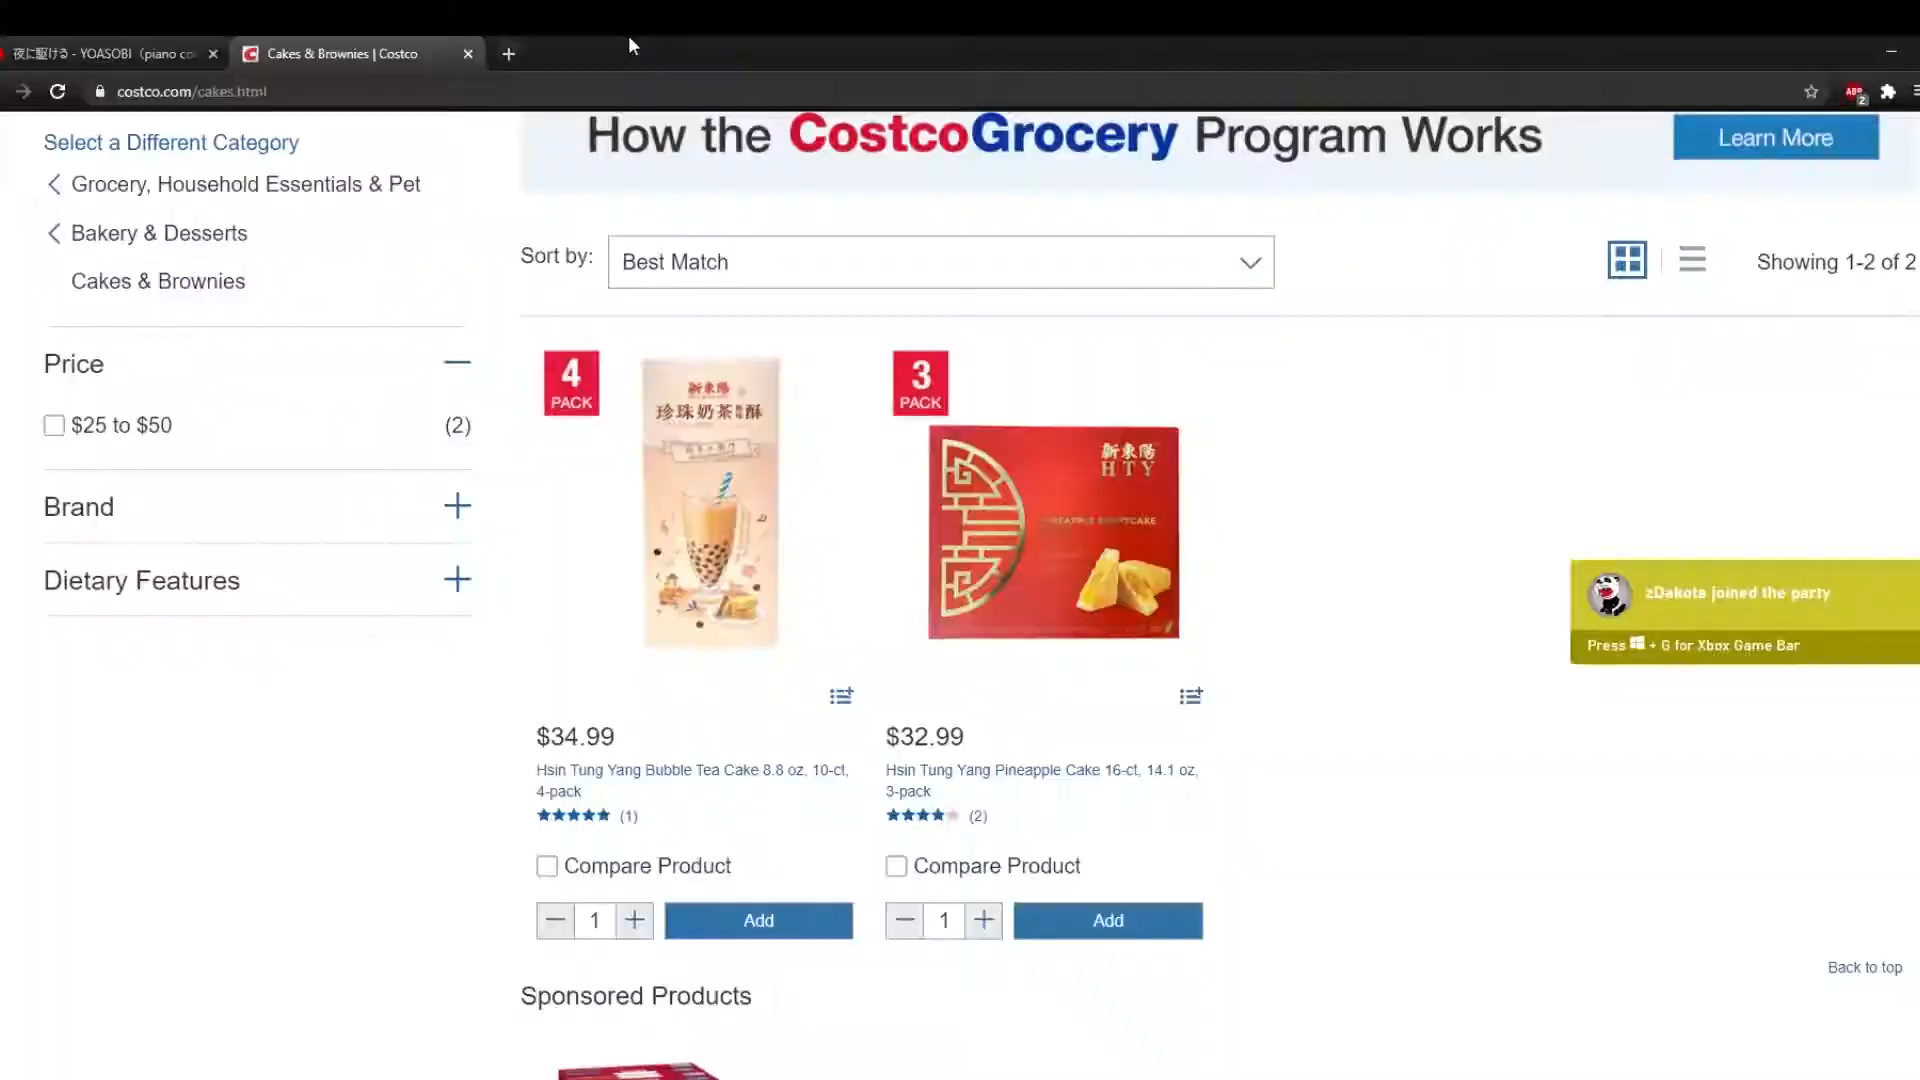 夜に駆ける - YOASOBI（piano co
Cakes & Brownies | Costco
costco.com/cakes.html
ABP
2
Select a Different Category
Grocery, Household Essentials & Pet
Bakery & Desserts
Cakes & Brownies
Price
$25 to $50
(2)
Brand
Dietary Features
How the CostcoGrocery Program Works
Learn More
Sort by:
Best Match
Showing 1-2 of 2
4
PACK
新東陽
珍珠奶茶
酥
3
PACK
新東陽
HTY
PINEAPPLE SHORTCAKE
$34.99
Hsin Tung Yang Bubble Tea Cake 8.8 oz, 10-ct,
4-pack
(1)
Compare Product
1
Add
$32.99
Hsin Tung Yang Pineapple Cake 16-ct, 14.1 oz,
3-pack
(2)
Compare Product
1
Add
zDakota joined the party
Press + G for Xbox Game Bar
Back to top
Sponsored Products